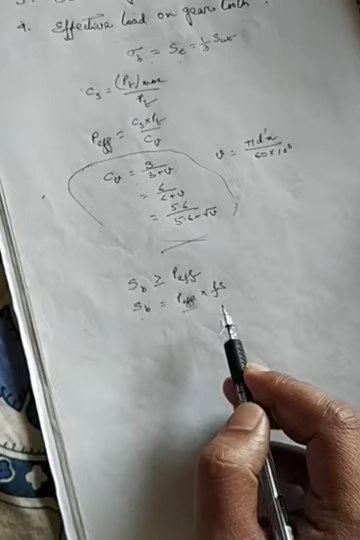 4. Effective load on gear tooth.
σb = Se = 1/3 Sut
Cs = (Pt)max / Pt
Peff = Cs × Pt / Cv
v = πd'n / 60×10³
Cv = 3 / 3+v
= 6 / 6+v
= 5.6 / 5.6+√v
Sb ≥ Peff
Sb = Peff × fs